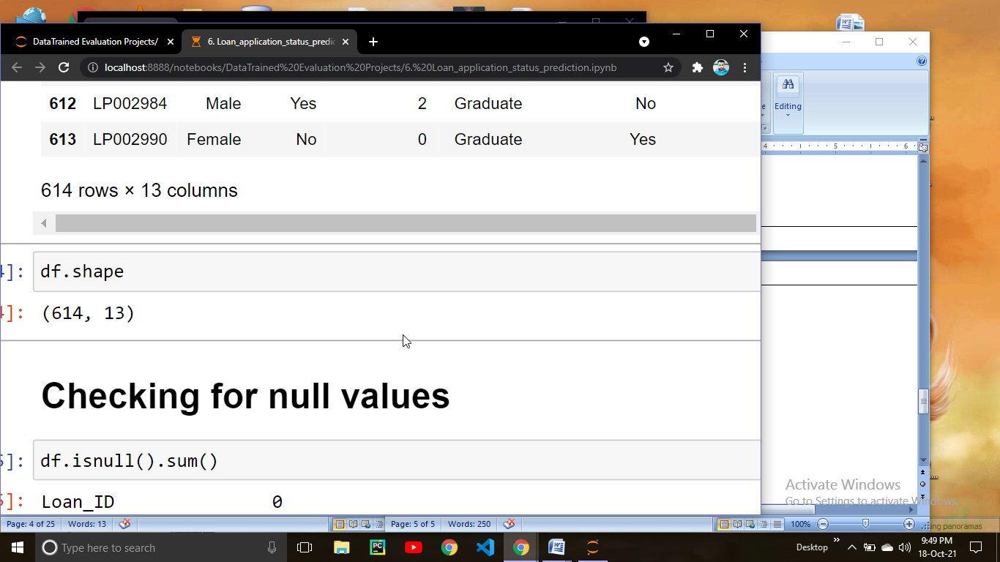 DataTrained Evaluation Projects/
6. Loan_application_status_predic
localhost:8888/notebooks/DataTrained%20Evaluation%20Projects/6.%20Loan_application_status_prediction.ipynb
612 LP002984 Male Yes 2 Graduate No
613 LP002990 Female No 0 Graduate Yes
614 rows × 13 columns
4]: df.shape
4]: (614, 13)
Checking for null values
5]: df.isnull().sum()
5]: Loan_ID 0
Editing
4 5 6
Activate Windows
Go to Settings to activate Windows.
Page: 4 of 25 Words: 13
Page: 5 of 5 Words: 250
100%
panoramas
Type here to search
Desktop
9:49 PM
18-Oct-21